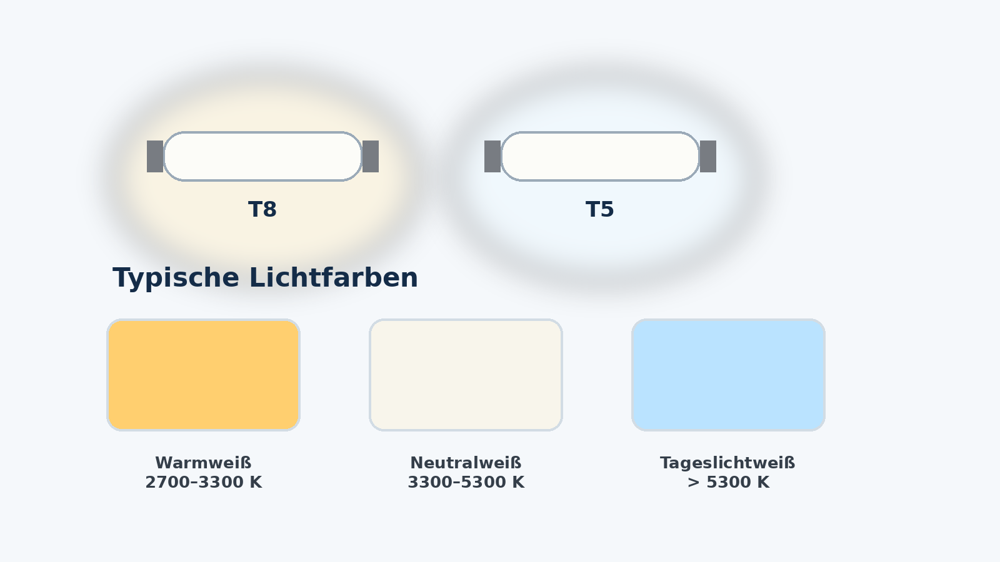 T8
T5
Typische Lichtfarben
Warmweiß
2700–3300 K
Neutralweiß
3300–5300 K
Tageslichtweiß
> 5300 K